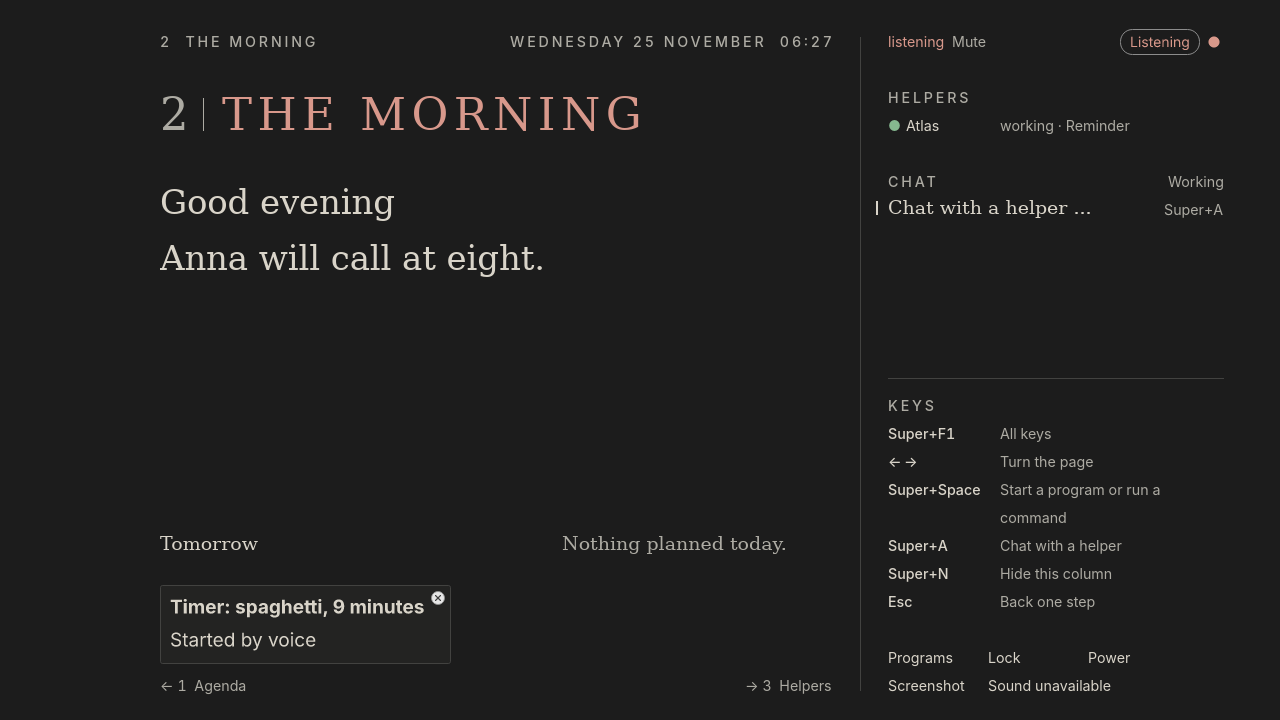 2 THE MORNING
WEDNESDAY 25 NOVEMBER 06:27
2 THE MORNING
Good evening
Anna will call at eight.
Tomorrow
Nothing planned today.
Timer: spaghetti, 9 minutes
Started by voice
← 1 Agenda
→ 3 Helpers
listening Mute
Listening
HELPERS
Atlas working · Reminder
CHAT Working
Chat with a helper ... Super+A
KEYS
Super+F1 All keys
← → Turn the page
Super+Space Start a program or run a
command
Super+A Chat with a helper
Super+N Hide this column
Esc Back one step
Programs Lock Power
Screenshot Sound unavailable